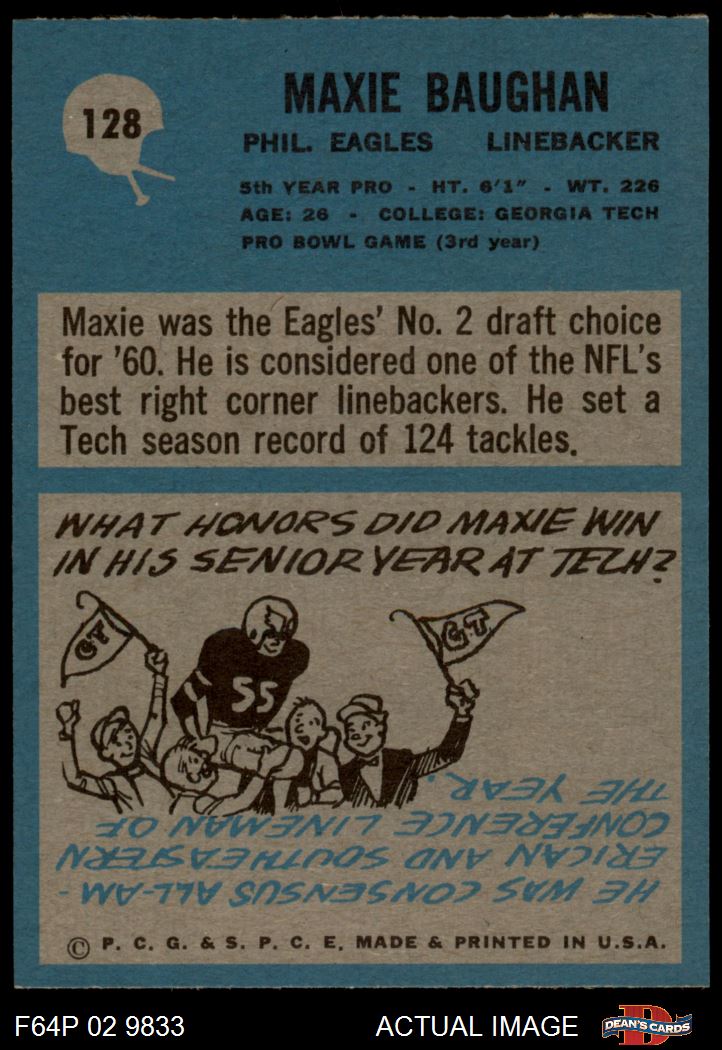 128
MAXIE BAUGHAN
PHIL. EAGLES LINEBACKER
5th YEAR PRO - HT. 6'1" - WT. 226
AGE: 26 - COLLEGE: GEORGIA TECH
PRO BOWL GAME (3rd year)
Maxie was the Eagles' No. 2 draft choice
for '60. He is considered one of the NFL's
best right corner linebackers. He set a
Tech season record of 124 tackles.
WHAT HONORS DID MAXIE WIN
IN HIS SENIOR YEAR AT TECH?
GT
GT
55
HE WAS CONSENSUS ALL-AM-
ERICAN AND SOUTHEASTERN
CONFERENCE LINEMAN OF
THE YEAR.
© P. C. G. & S. P. C. E. MADE & PRINTED IN U.S.A.
F64P 02 9833 ACTUAL IMAGE
D
DEAN'S CARDS